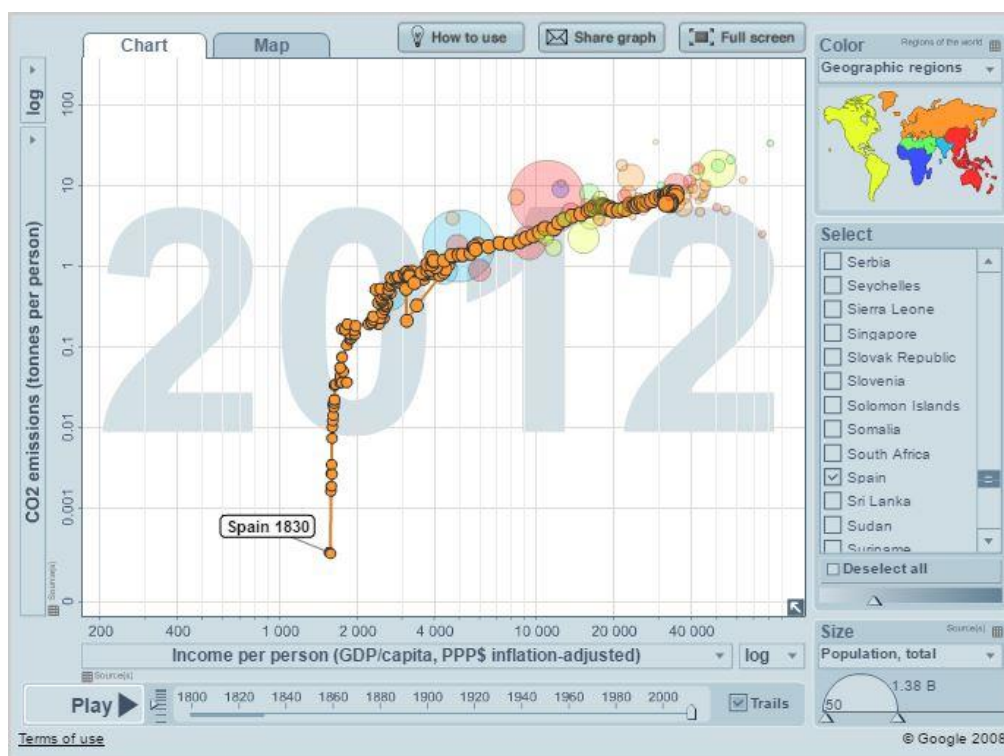 Chart
Map
How to use
Share graph
Full screen
Color
Regions of the world
Geographic regions
log
CO2 emissions (tonnes per person)
100
10
1
0.1
0.01
0.001
0
2012
Spain 1830
Source(s)
200 400 1 000 2 000 4 000 10 000 20 000 40 000
Income per person (GDP/capita, PPP$ inflation-adjusted)
log
Source(s)
Select
Serbia
Seychelles
Sierra Leone
Singapore
Slovak Republic
Slovenia
Solomon Islands
Somalia
South Africa
Spain
Sri Lanka
Sudan
Suriname
Deselect all
Size
Source(s)
Population, total
1.38 B
50
Play
1800 1820 1840 1860 1880 1900 1920 1940 1960 1980 2000
Trails
Terms of use
© Google 2008